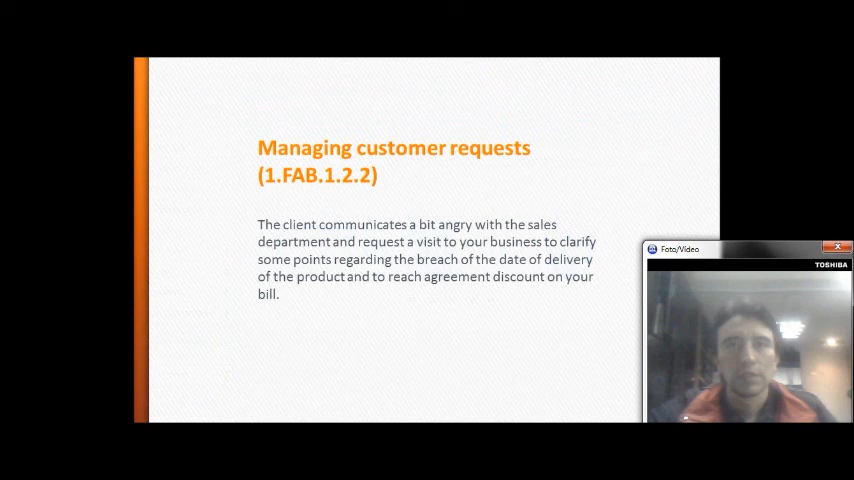 Managing customer requests
(1.FAB.1.2.2)
The client communicates a bit angry with the sales
department and request a visit to your business to clarify
some points regarding the breach of the date of delivery
of the product and to reach agreement discount on your
bill.
Foto/Vídeo
TOSHIBA